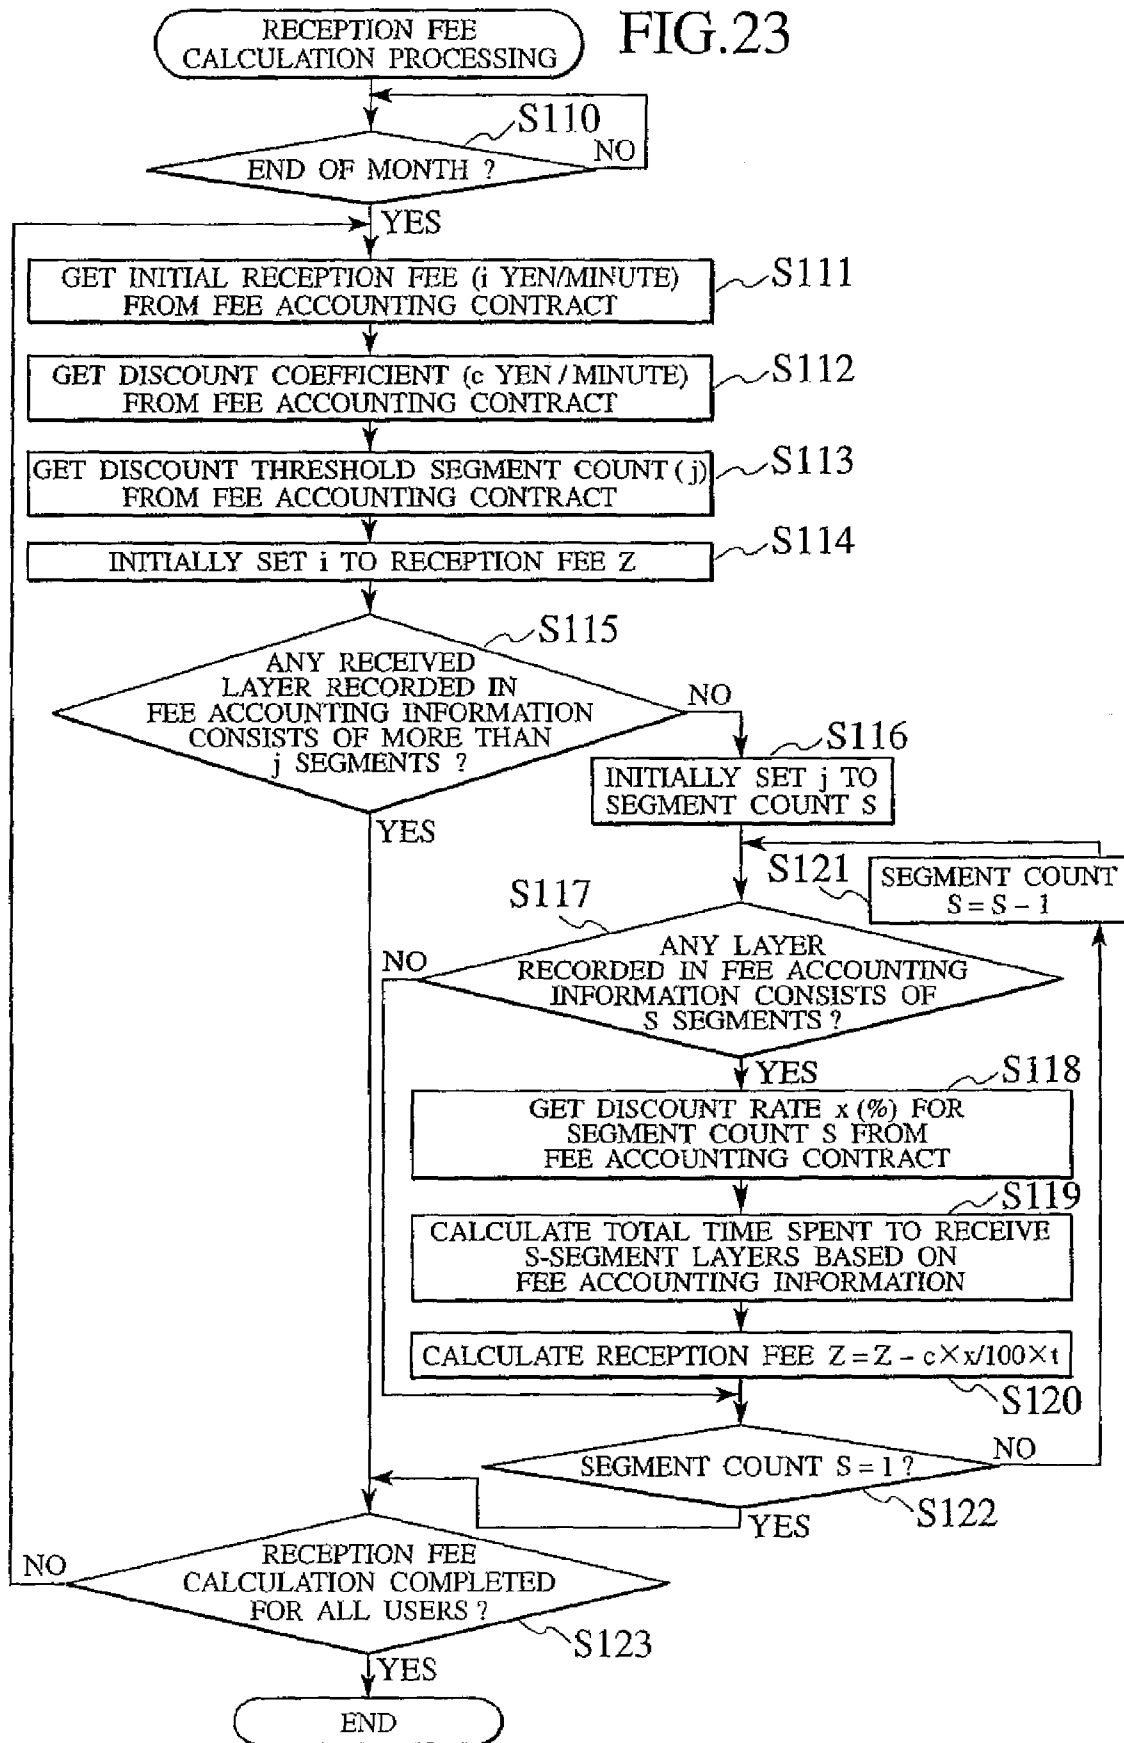 RECEPTION FEE
CALCULATION PROCESSING
FIG.23
S110
END OF MONTH ?
NO
YES
GET INITIAL RECEPTION FEE (i YEN/MINUTE)
FROM FEE ACCOUNTING CONTRACT
S111
GET DISCOUNT COEFFICIENT (c YEN / MINUTE)
FROM FEE ACCOUNTING CONTRACT
S112
GET DISCOUNT THRESHOLD SEGMENT COUNT ( j )
FROM FEE ACCOUNTING CONTRACT
S113
INITIALLY SET i TO RECEPTION FEE Z
S114
S115
ANY RECEIVED
LAYER RECORDED IN
FEE ACCOUNTING INFORMATION
CONSISTS OF MORE THAN
j SEGMENTS ?
NO
YES
S116
INITIALLY SET j TO
SEGMENT COUNT S
S121
SEGMENT COUNT
S = S - 1
S117
ANY LAYER
RECORDED IN FEE ACCOUNTING
INFORMATION CONSISTS OF
S SEGMENTS ?
NO
YES
S118
GET DISCOUNT RATE x (%) FOR
SEGMENT COUNT S FROM
FEE ACCOUNTING CONTRACT
S119
CALCULATE TOTAL TIME SPENT TO RECEIVE
S-SEGMENT LAYERS BASED ON
FEE ACCOUNTING INFORMATION
CALCULATE RECEPTION FEE Z = Z - c×x/100×t
S120
SEGMENT COUNT S = 1 ?
NO
S122
YES
RECEPTION FEE
CALCULATION COMPLETED
FOR ALL USERS ?
NO
S123
YES
END